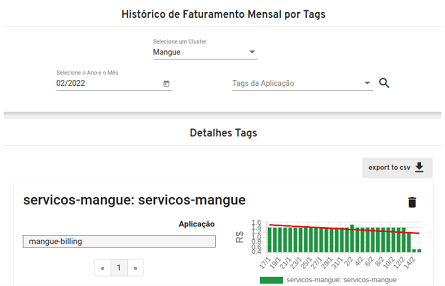 Histórico de Faturamento Mensal por Tags
Selecione um Cluster
Mangue
Selecione o Ano e o Mês
02/2022
Tags da Aplicação
Detalhes Tags
export to csv
servicos-mangue: servicos-mangue
Aplicação
mangue-billing
« 1 »
R$
1.6
1.4
1.2
1.0
0.8
0.6
0.4
17/1 19/1 21/1 23/1 25/1 27/1 29/1 31/1 2/2 4/2 6/2 8/2 10/2 12/2 14/2
servicos-mangue: servicos-mangue